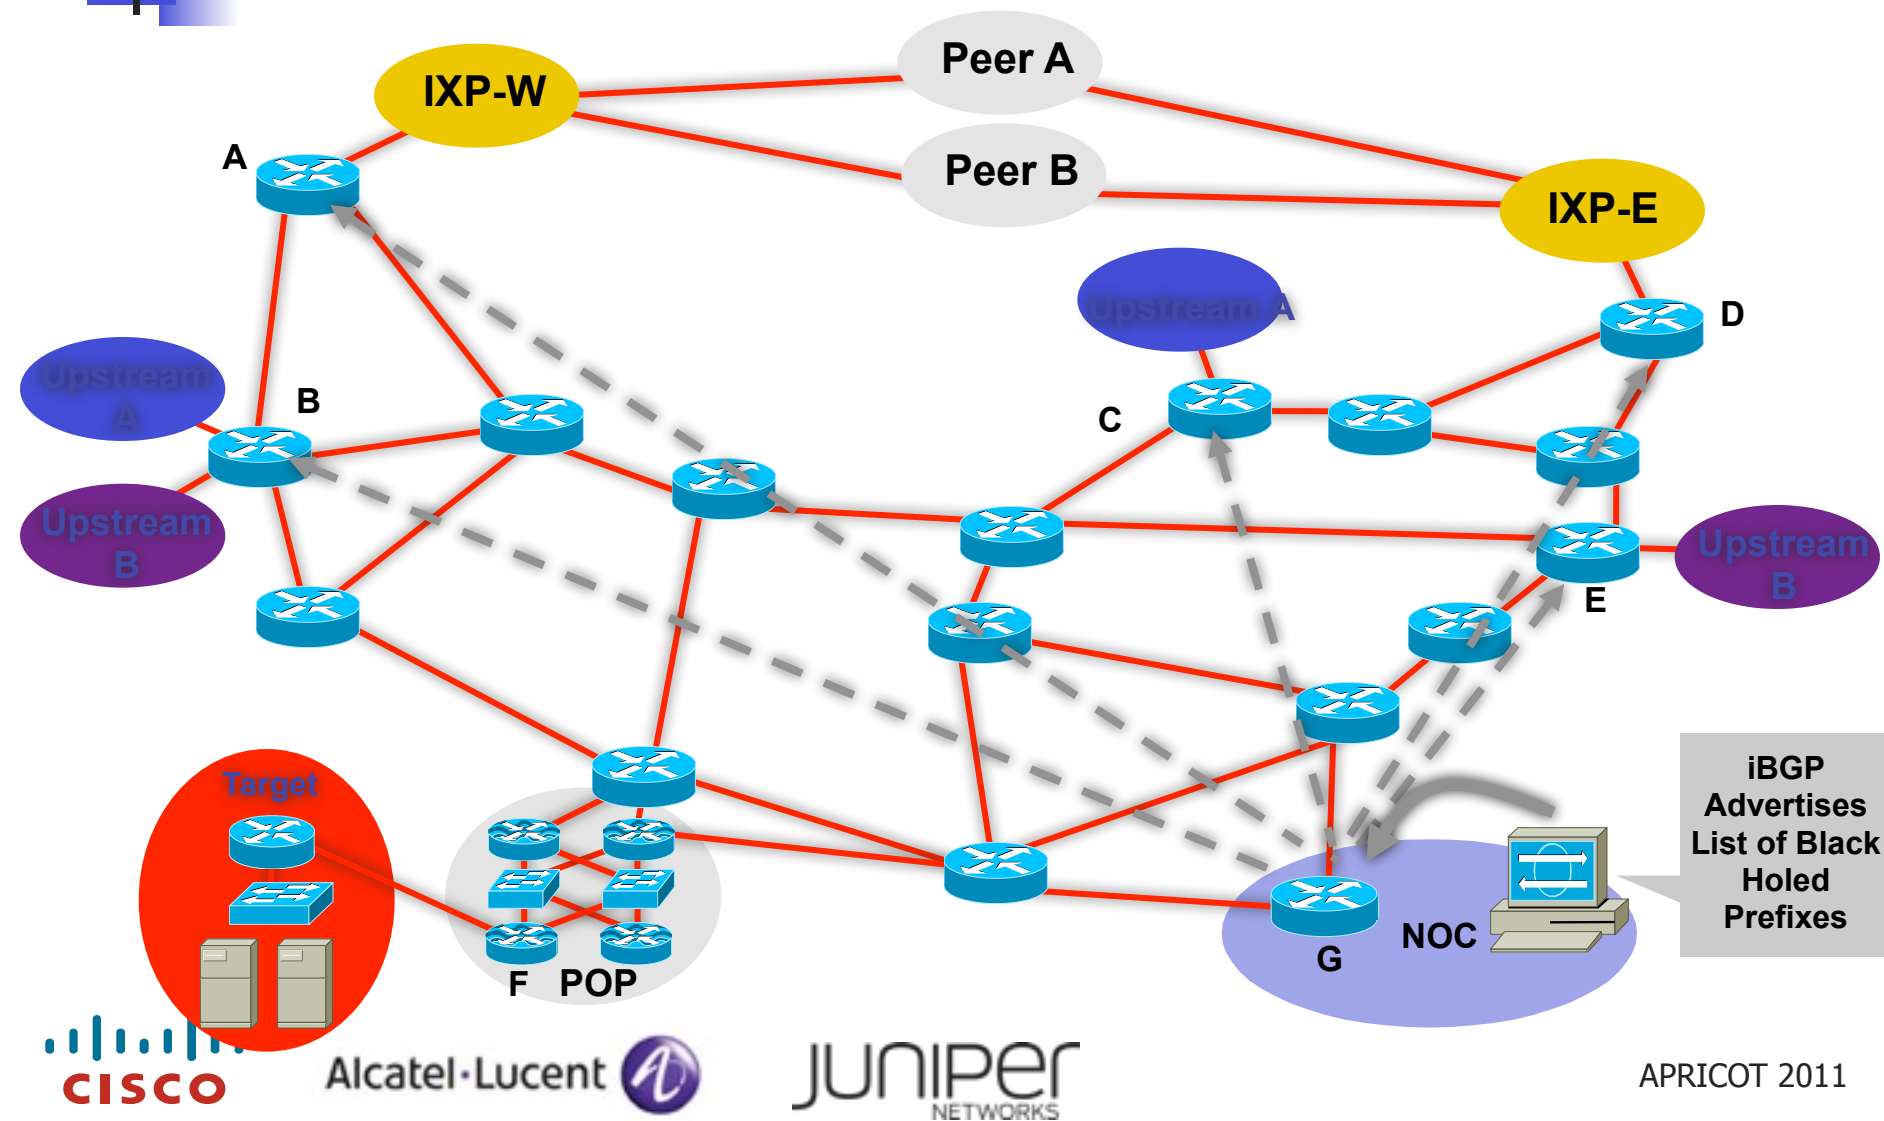 Peer A
IXP-W
A
Peer B
IXP-E
Upstream A
D
Upstream
A
B
C
Upstream
B
Upstream
B
E
Target
iBGP
Advertises
List of Black
Holed
Prefixes
NOC
G
F
POP
CISCO
Alcatel·Lucent
JUNIPER
NETWORKS
APRICOT 2011